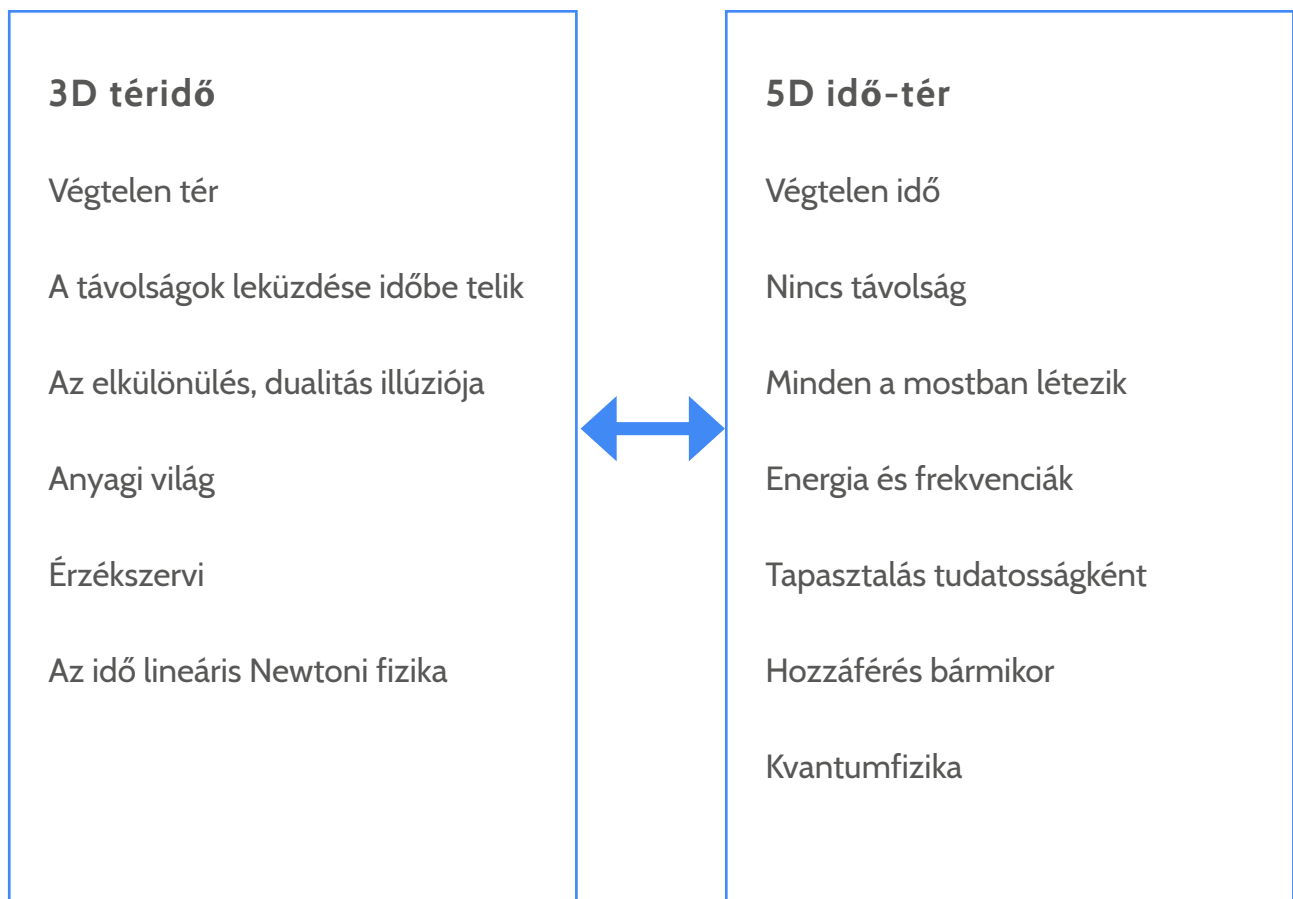 3D téridő
Végtelen tér
A távolságok leküzdése időbe telik
Az elkülönülés, dualitás illúziója
Anyagi világ
Érzékszervi
Az idő lineáris Newtoni fizika
5D idő-tér
Végtelen idő
Nincs távolság
Minden a mostban létezik
Energia és frekvenciák
Tapasztalás tudatosságként
Hozzáférés bármikor
Kvantumfizika